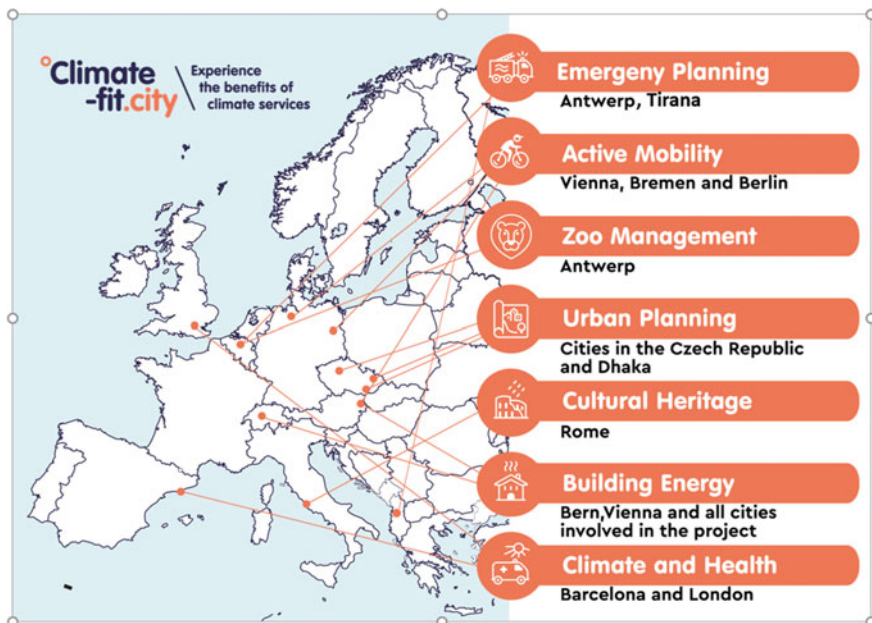 °Climate
-fit.city
Experience
the benefits of
climate services
Emergeny Planning
Antwerp, Tirana
Active Mobility
Vienna, Bremen and Berlin
Zoo Management
Antwerp
Urban Planning
Cities in the Czech Republic
and Dhaka
Cultural Heritage
Rome
Building Energy
Bern,Vienna and all cities
involved in the project
Climate and Health
Barcelona and London